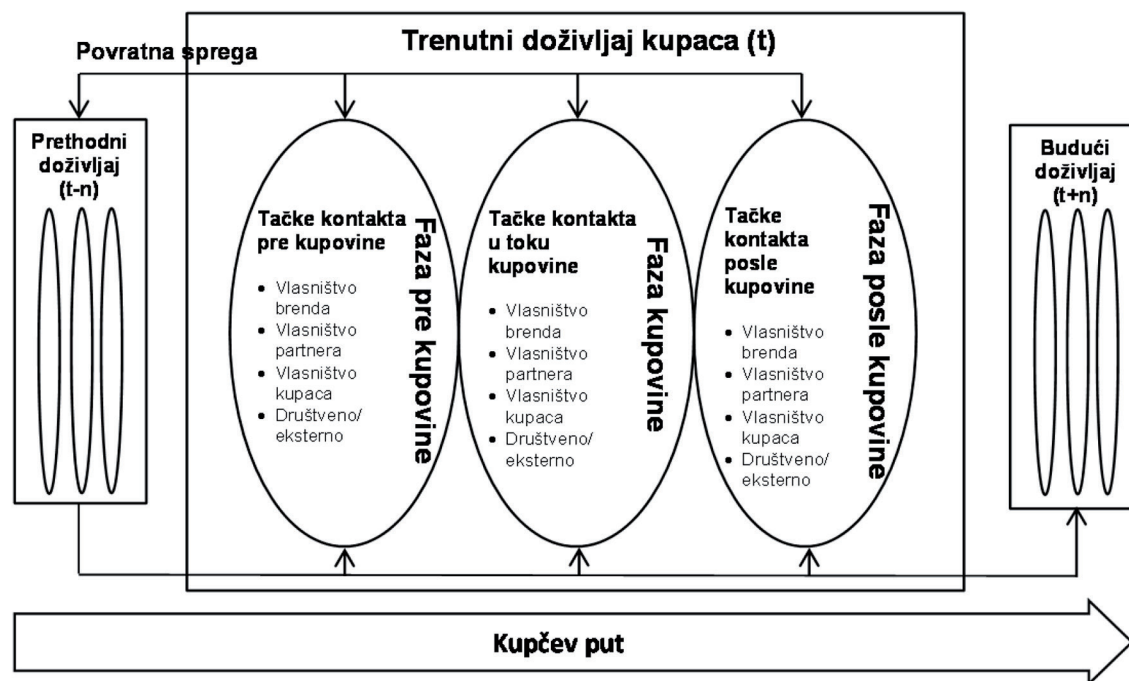 Trenutni doživljaj kupaca (t)
Povratna sprega
Prethodni
doživljaj
(t-n)
Tačke kontakta
pre kupovine
• Vlasništvo
brenda
• Vlasništvo
partnera
• Vlasništvo
kupaca
• Društveno/
eksterno
Faza pre kupovine
Tačke kontakta
u toku
kupovine
• Vlasništvo
brenda
• Vlasništvo
partnera
• Vlasništvo
kupaca
• Društveno/
eksterno
Faza kupovine
Tačke
kontakta
posle
kupovine
• Vlasništvo
brenda
• Vlasništvo
partnera
• Vlasništvo
kupaca
• Društveno/
eksterno
Faza posle kupovine
Budući
doživljaj
(t+n)
Kupčev put